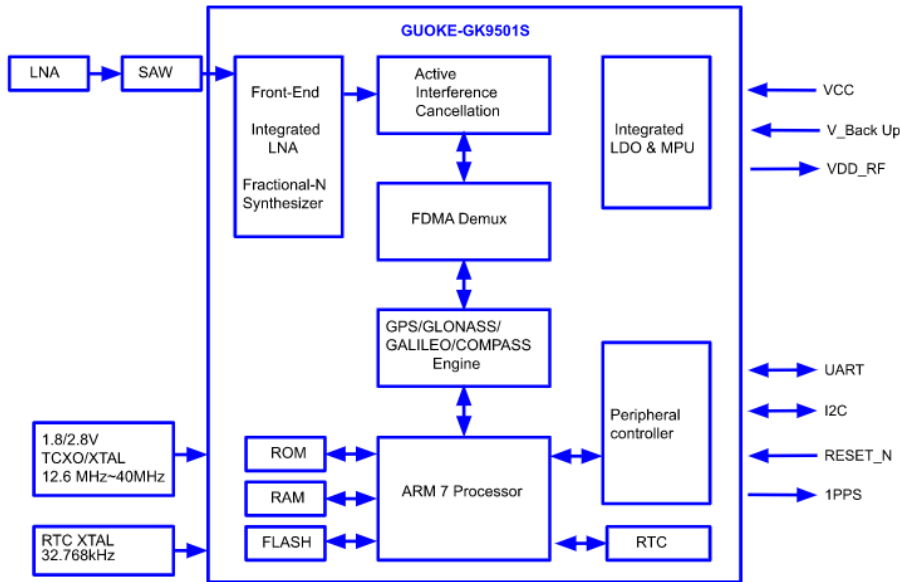 GUOKE-GK9501S
LNA
SAW
Front-End
Integrated
LNA
Fractional-N
Synthesizer
Active
Interference
Cancellation
Integrated
LDO & MPU
VCC
V_Back Up
VDD_RF
FDMA Demux
GPS/GLONASS/
GALILEO/COMPASS
Engine
Peripheral
controller
UART
I2C
RESET_N
1PPS
1.8/2.8V
TCXO/XTAL
12.6 MHz~40MHz
ROM
RAM
FLASH
ARM 7 Processor
RTC
RTC XTAL
32.768kHz